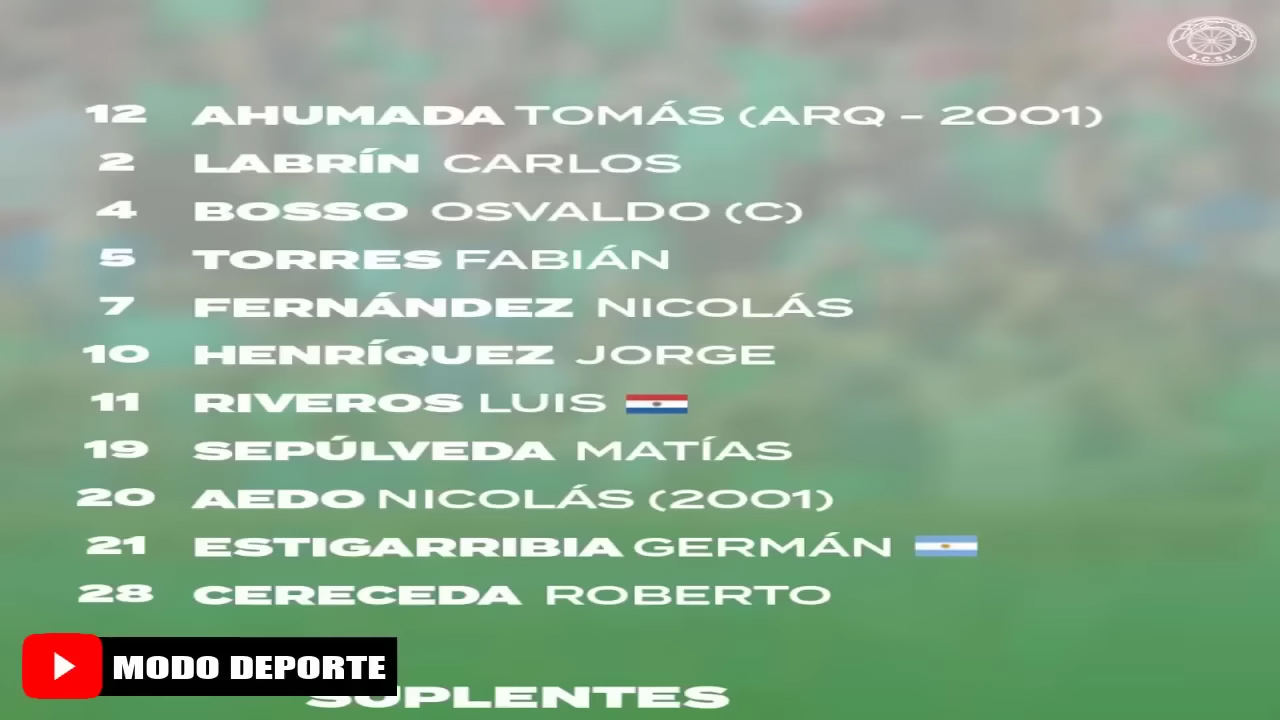 A.C.S.I.
12 AHUMADA TOMÁS (ARQ – 2001)
2 LABRÍN CARLOS
4 BOSSO OSVALDO (C)
5 TORRES FABIÁN
7 FERNÁNDEZ NICOLÁS
10 HENRÍQUEZ JORGE
11 RIVEROS LUIS
19 SEPÚLVEDA MATÍAS
20 AEDO NICOLÁS (2001)
21 ESTIGARRIBIA GERMÁN
28 CERECEDA ROBERTO
MODO DEPORTE
SUPLENTES